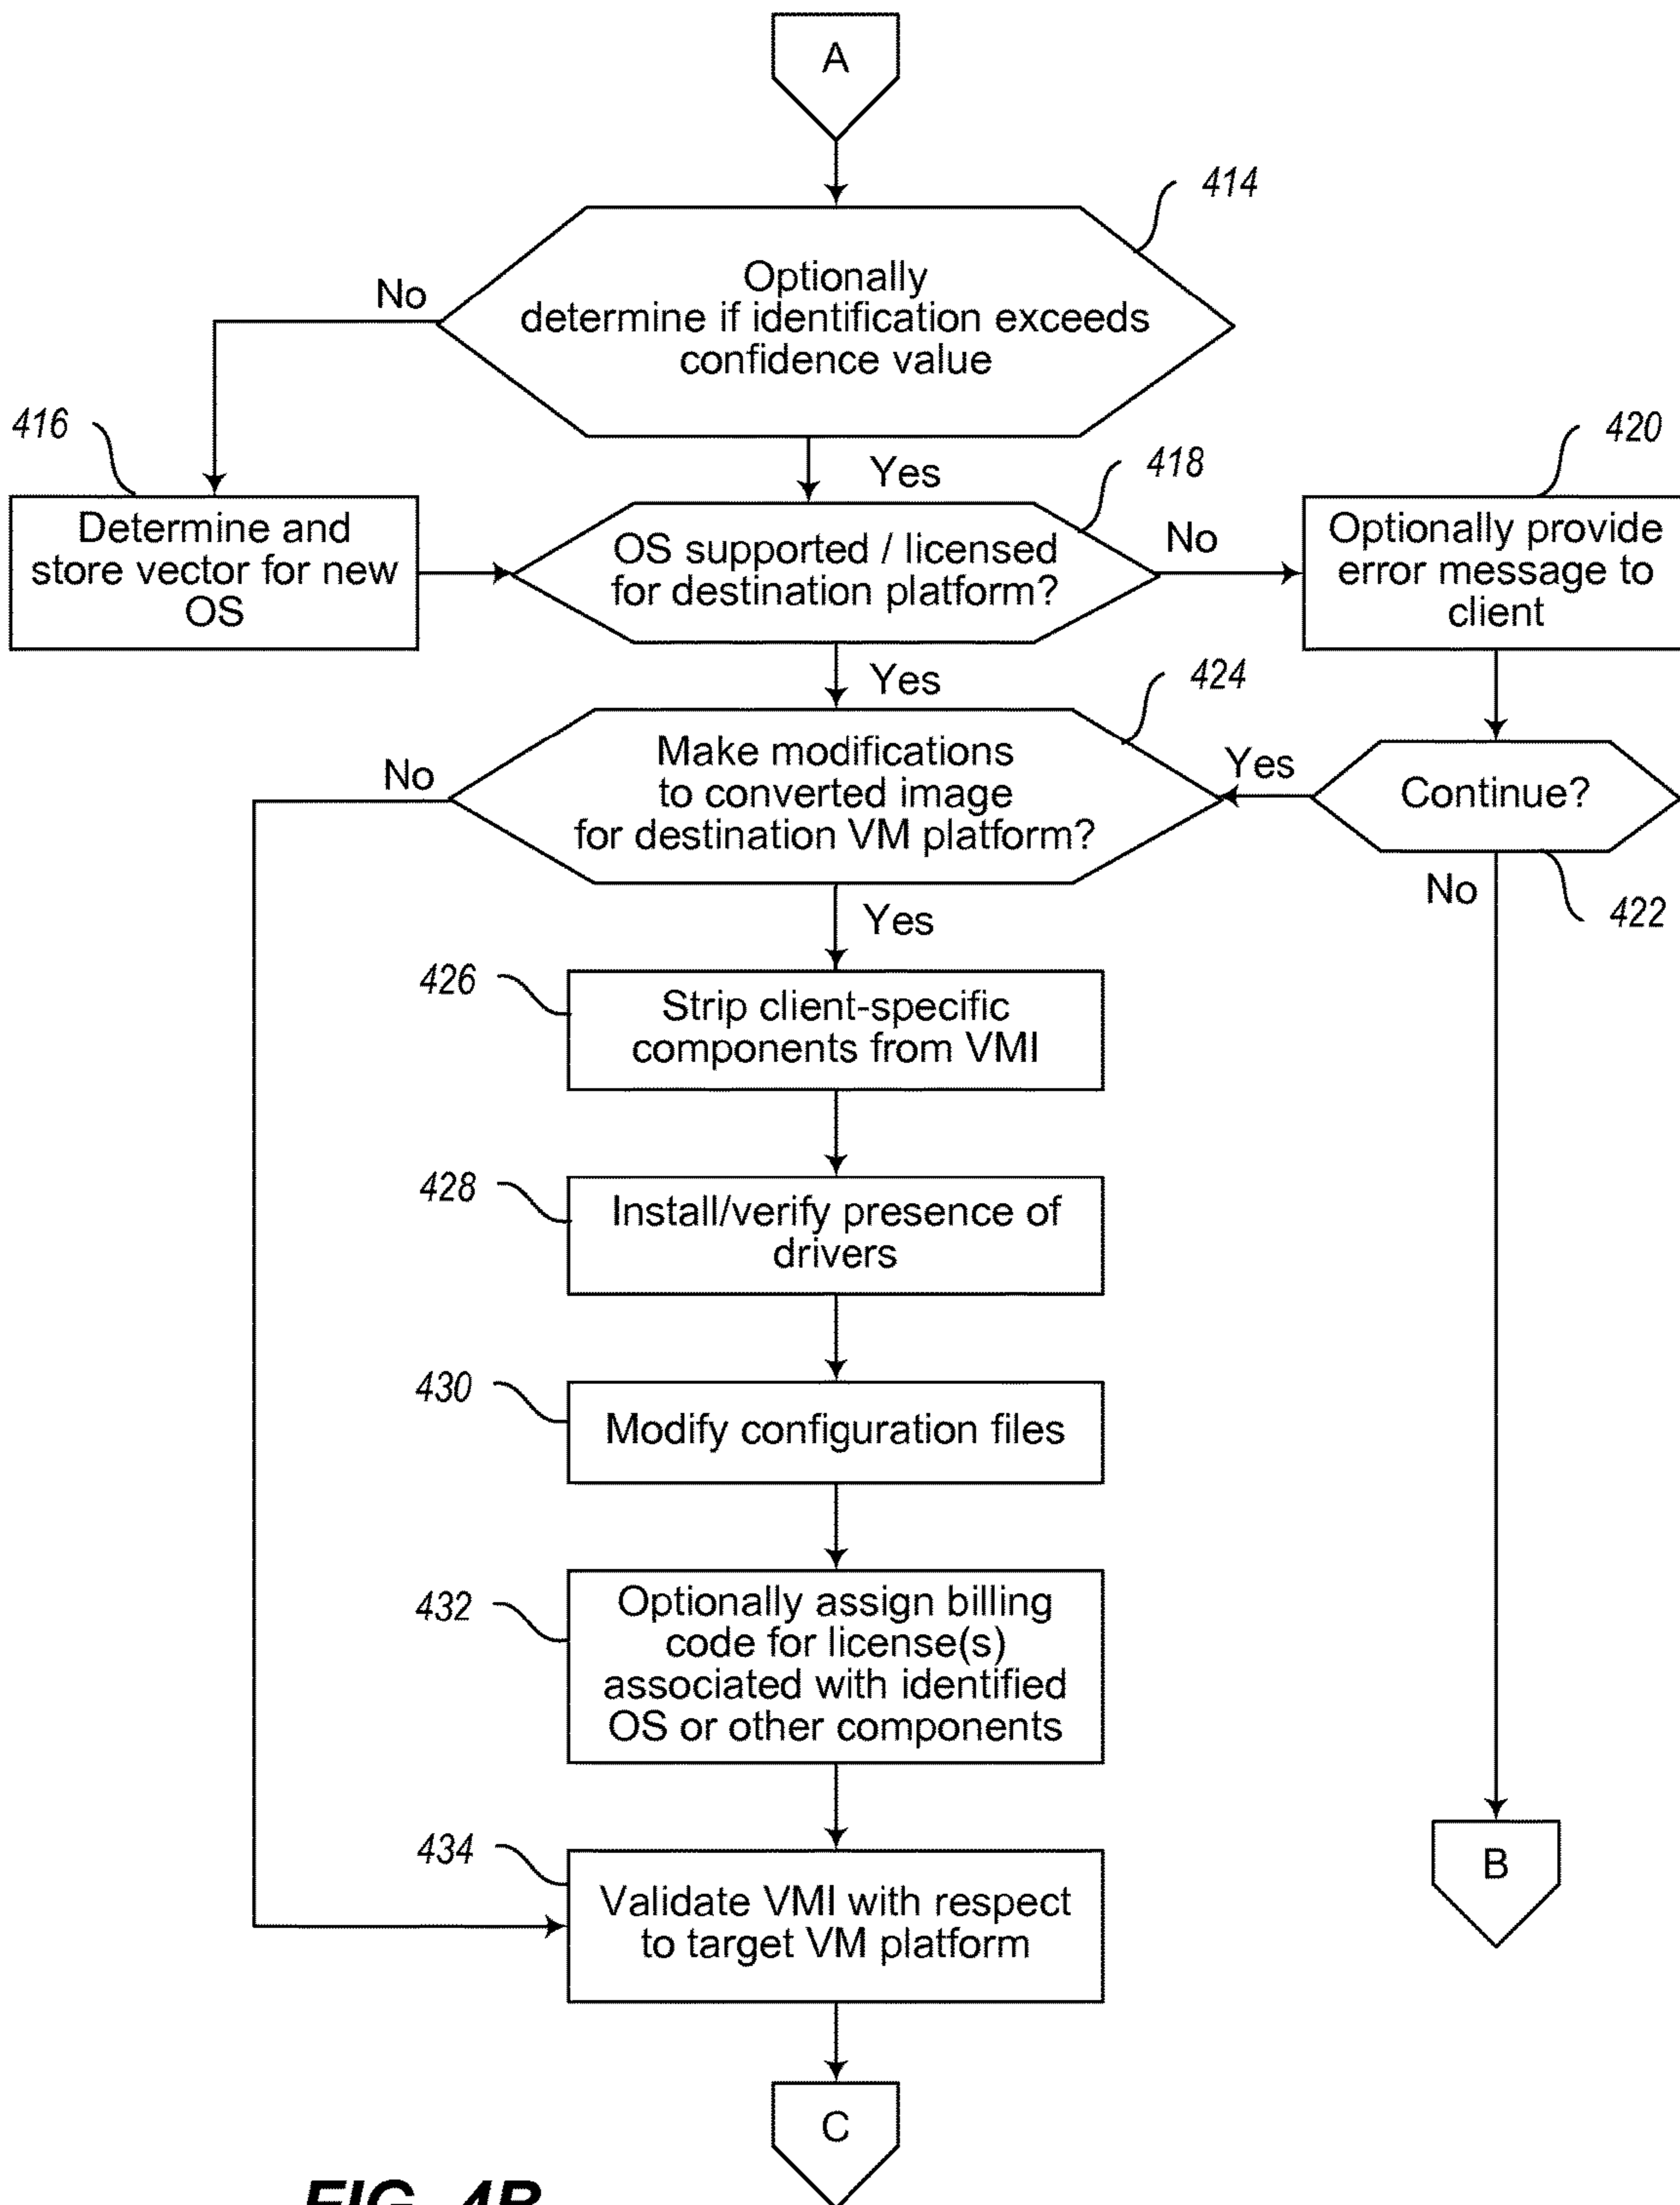 A
414
Optionally
determine if identification exceeds
confidence value
No
Yes
416
Determine and
store vector for new
OS
418
OS supported / licensed
for destination platform?
No
Yes
420
Optionally provide
error message to
client
424
Make modifications
to converted image
for destination VM platform?
No
Yes
Yes
Continue?
422
No
426
Strip client-specific
components from VMI
428
Install/verify presence of
drivers
430
Modify configuration files
432
Optionally assign billing
code for license(s)
associated with identified
OS or other components
434
Validate VMI with respect
to target VM platform
B
C
FIG. 4B